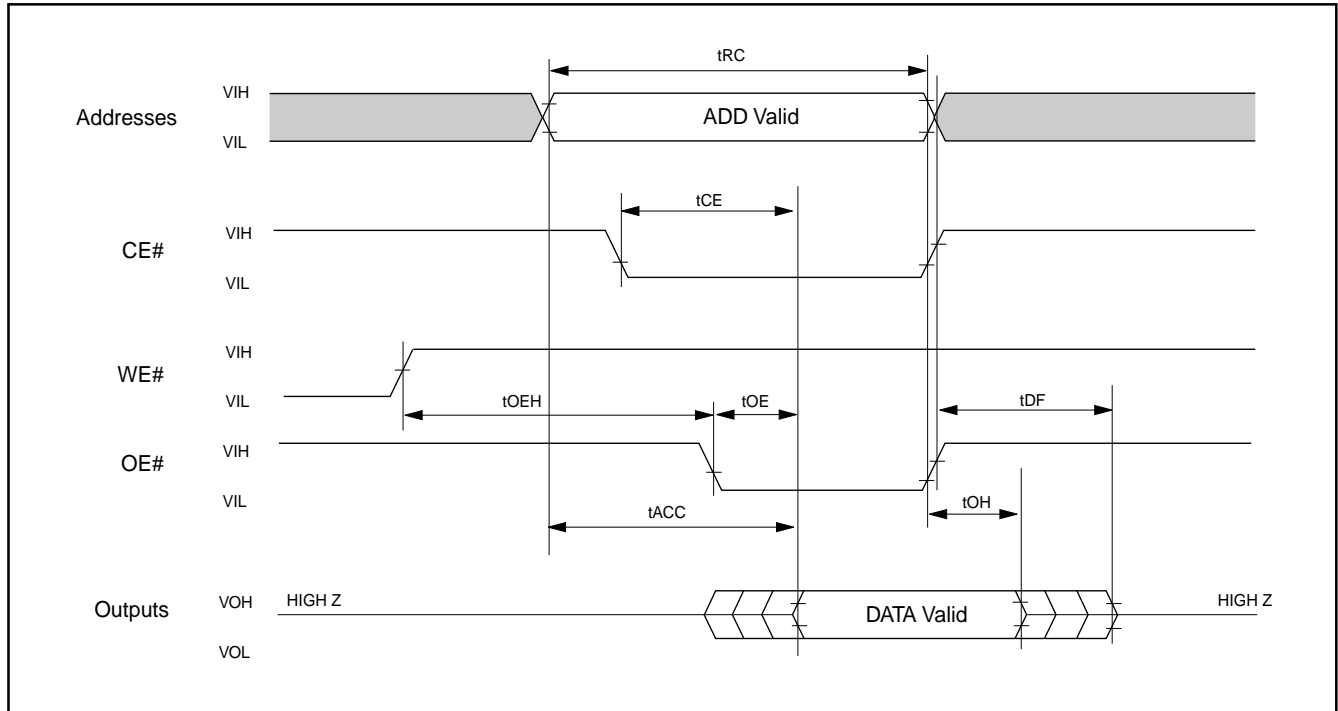 tRC
VIH
Addresses
ADD Valid
VIL
tCE
VIH
CE#
VIL
VIH
WE#
VIL
tOEH
tOE
tDF
VIH
OE#
VIL
tACC
tOH
Outputs
VOH
HIGH Z
DATA Valid
HIGH Z
VOL